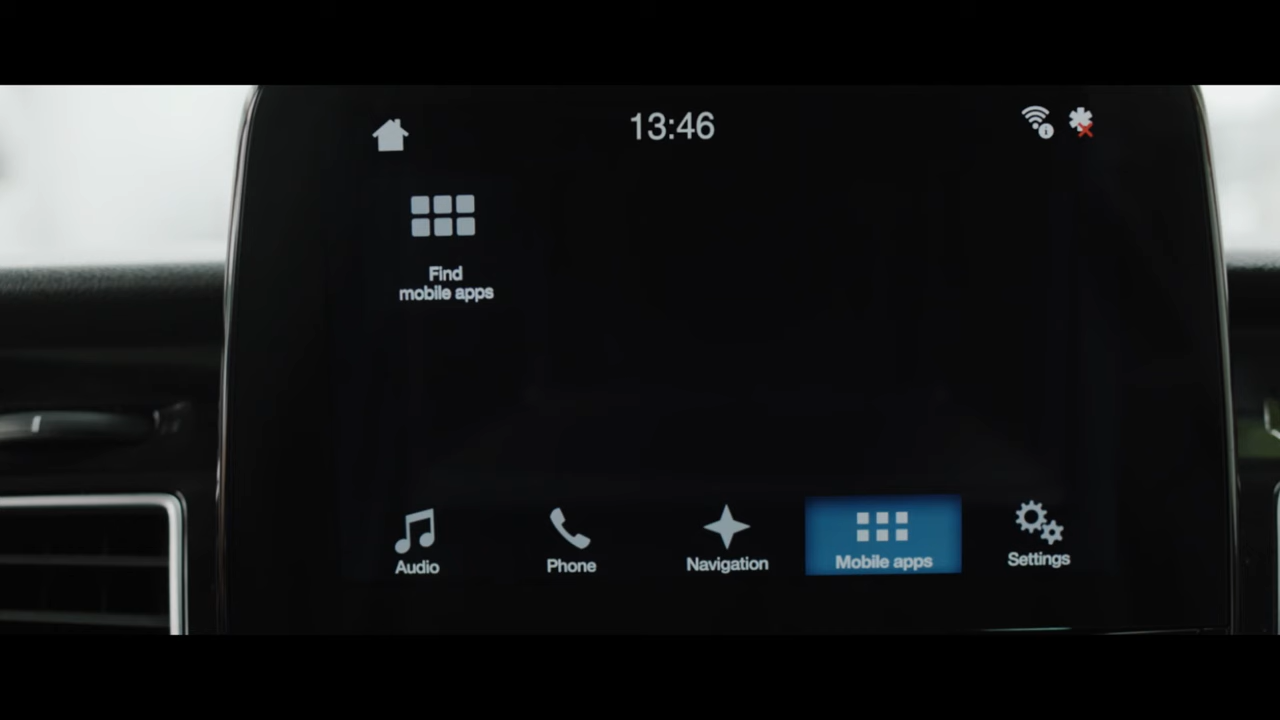 13:46
Find
mobile apps
Audio
Phone
Navigation
Mobile apps
Settings